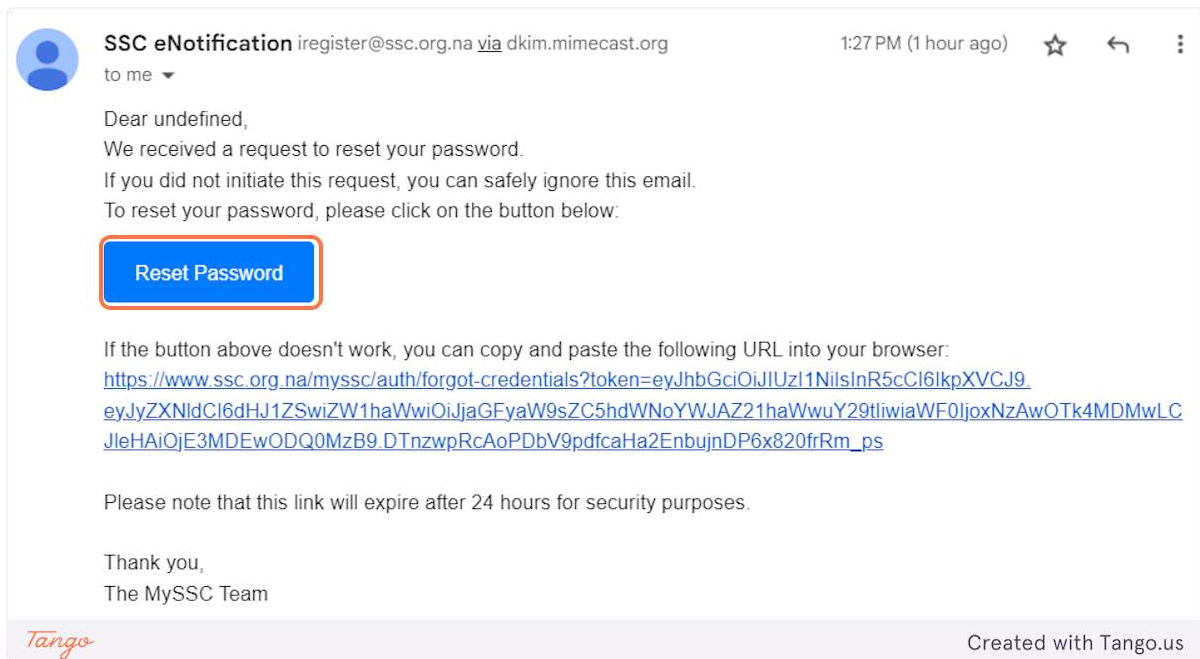 SSC eNotification iregister@ssc.org.na via dkim.mimecast.org 1:27 PM (1 hour ago)
to me
Dear undefined,
We received a request to reset your password.
If you did not initiate this request, you can safely ignore this email.
To reset your password, please click on the button below:
Reset Password
If the button above doesn't work, you can copy and paste the following URL into your browser:
https://www.ssc.org.na/myssc/auth/forgot-credentials?token=eyJhbGciOiJIUzI1NiIsInR5cCI6IkpXVCJ9.
eyJyZXNldCI6dHJ1ZSwiZW1haWwiOiJjaGFyaW9sZC5hdWNoYWJAZ21haWwuY29tIiwiaWF0IjoxNzAwOTk4MDMwLC
JleHAiOjE3MDEwODQ0MzB9.DTnzwpRcAoPDbV9pdfcaHa2EnbujnDP6x820frRm_ps
Please note that this link will expire after 24 hours for security purposes.
Thank you,
The MySSC Team
Tango
Created with Tango.us